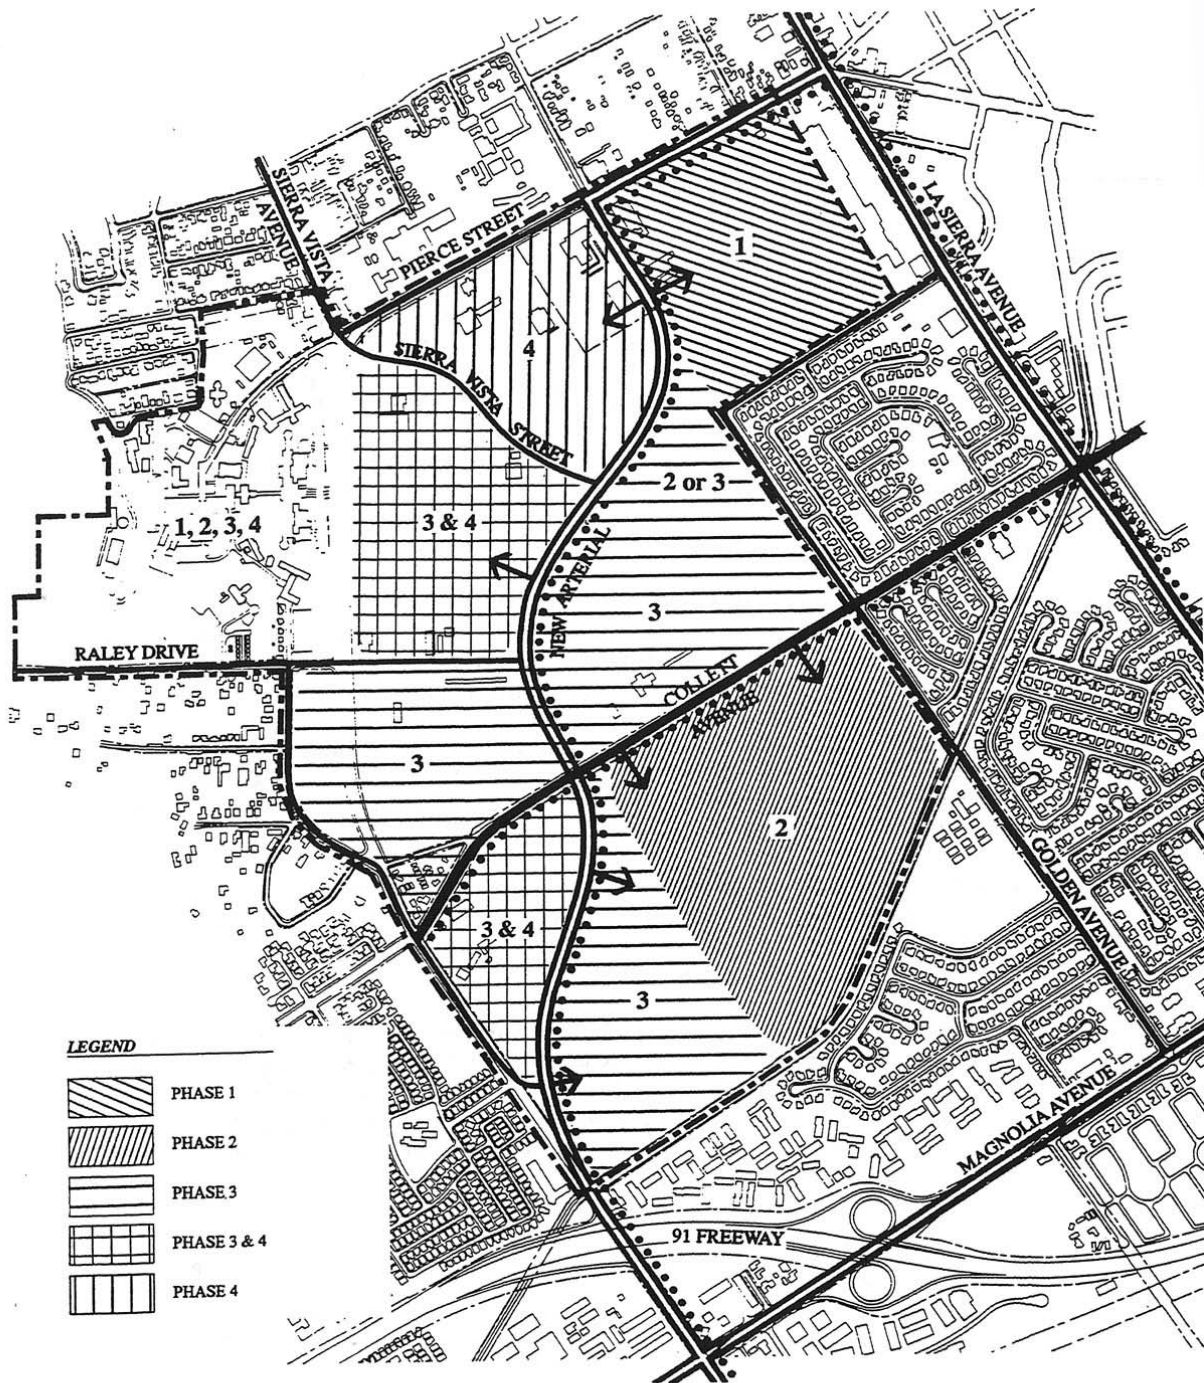 SIERRA VISTA
AVENUE
PIERCE STREET
LA SIERRA AVENUE
1
4
SIERRA VISTA STREET
2 or 3
1, 2, 3, 4
3 & 4
NEW ARTERIAL
3
RALEY DRIVE
COLLET
AVENUE
3
2
GOLDEN AVENUE
3 & 4
3
MAGNOLIA AVENUE
91 FREEWAY
LEGEND
PHASE 1
PHASE 2
PHASE 3
PHASE 3 & 4
PHASE 4